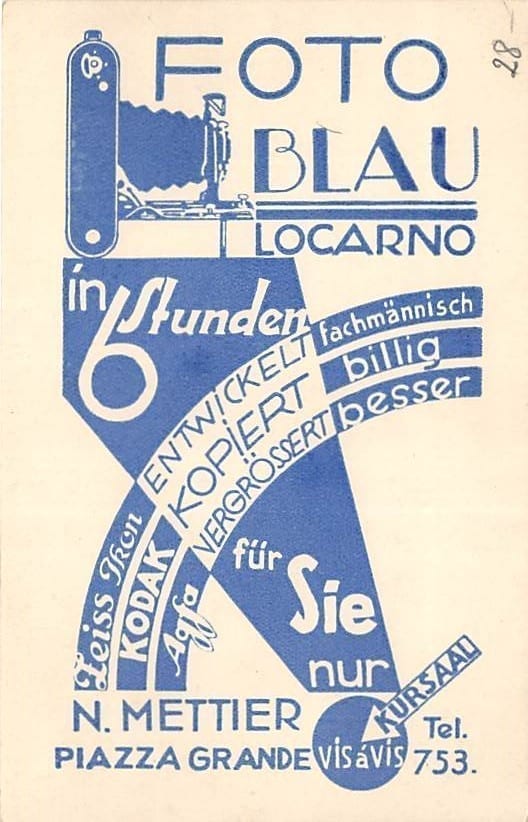 28-
FOTO
BLAU
LOCARNO
in
6 Stunden
ENTWICKELT
KOPIERT
VERGRÖSSERT
fachmännisch
billig
besser
Zeiss Ikon
KODAK
Agfa
für
Sie
nur
N. METTIER
PIAZZA GRANDE
VIS á VIS
KURSAAL
Tel.
753.